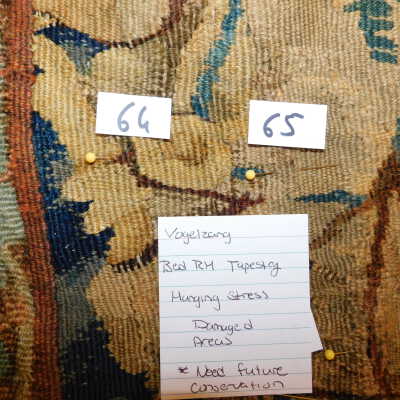 64
65
Vogelzang
Bed RH Tapestry
Hanging Stress
Damaged
Areas
* Need future
Conservation